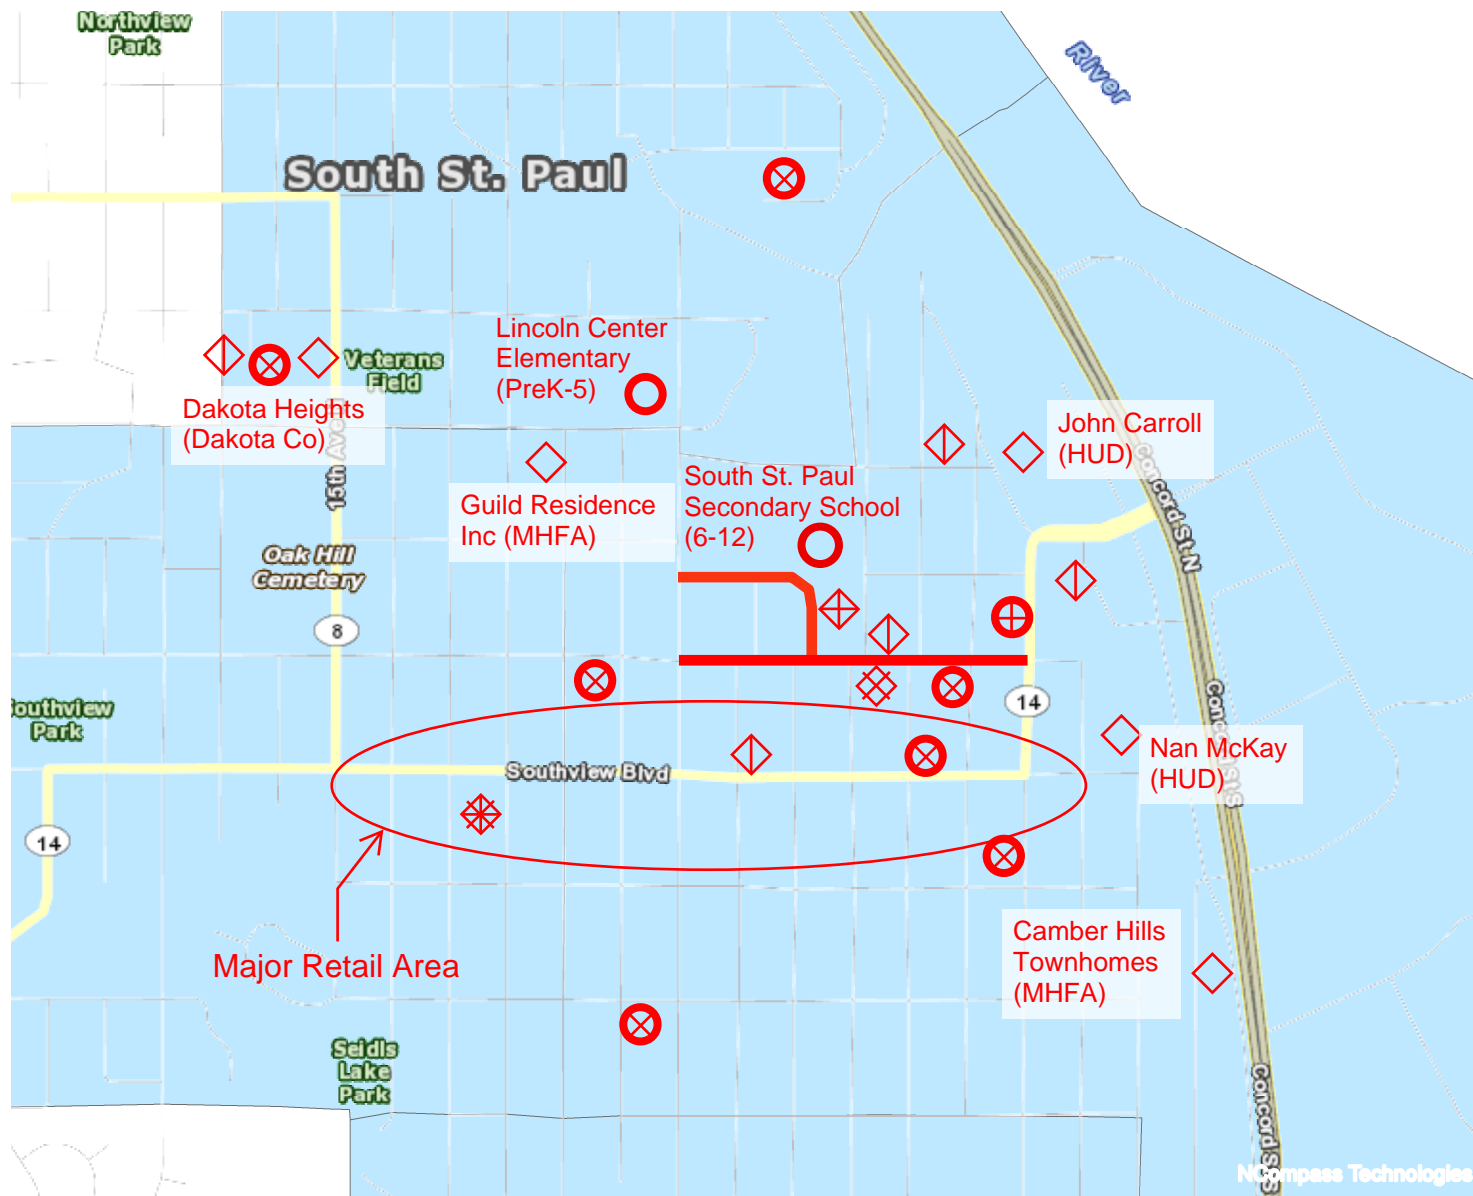 Northview
Park
River
South St. Paul
Lincoln Center
Elementary
(PreK-5)
Veterans
Field
Dakota Heights
(Dakota Co)
15th Ave
John Carroll
(HUD)
Concord St N
Guild Residence
Inc (MHFA)
South St. Paul
Secondary School
(6-12)
Oak Hill
Cemetery
8
14
Southview Blvd
Park
Nan McKay
(HUD)
Concord St S
14
Major Retail Area
Camber Hills
Townhomes
(MHFA)
Seidls
Lake
Park
Concord S
NCompass Technologies